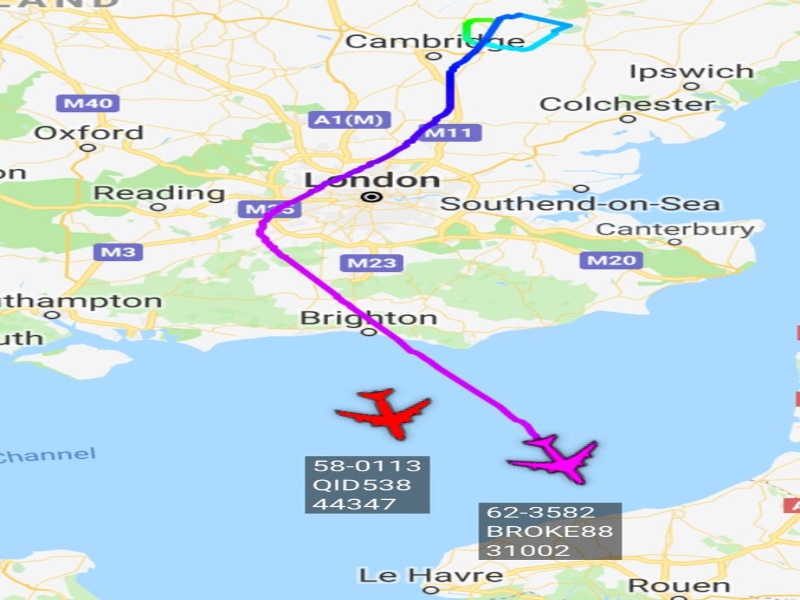 LAND
Cambridge
Ipswich
M40
Colchester
A1(M)
M11
Oxford
on
London
Reading
M25
Southend-on-Sea
Canterbury
M3
M23
M20
uthampton
Brighton
uth
Channel
58-0113
QID538
44347
62-3582
BROKE88
31002
Le Havre
Rouen
A